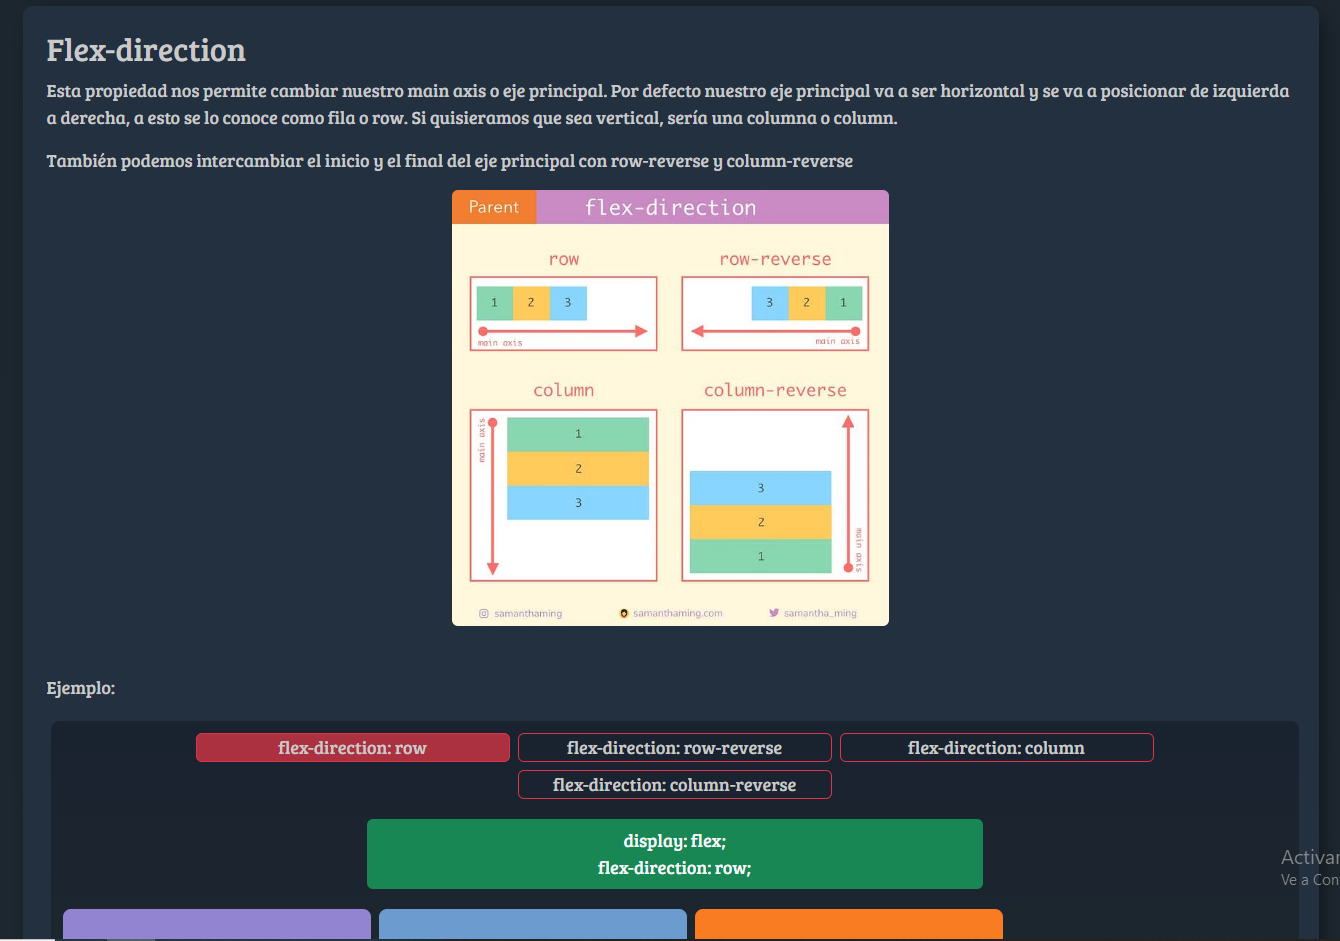 Flex-direction
Esta propiedad nos permite cambiar nuestro main axis o eje principal. Por defecto nuestro eje principal va a ser horizontal y se va a posicionar de izquierda
a derecha, a esto se lo conoce como fila o row. Si quisieramos que sea vertical, sería una columna o column.
También podemos intercambiar el inicio y el final del eje principal con row-reverse y column-reverse
Parent flex-direction
row
1 2 3
main axis
row-reverse
3 2 1
main axis
column
main axis
1
2
3
column-reverse
3
2
1
main axis
samanthaming samanthaming.com samantha_ming
Ejemplo:
flex-direction: row flex-direction: row-reverse flex-direction: column
flex-direction: column-reverse
display: flex;
flex-direction: row;
Activar
Ve a Con